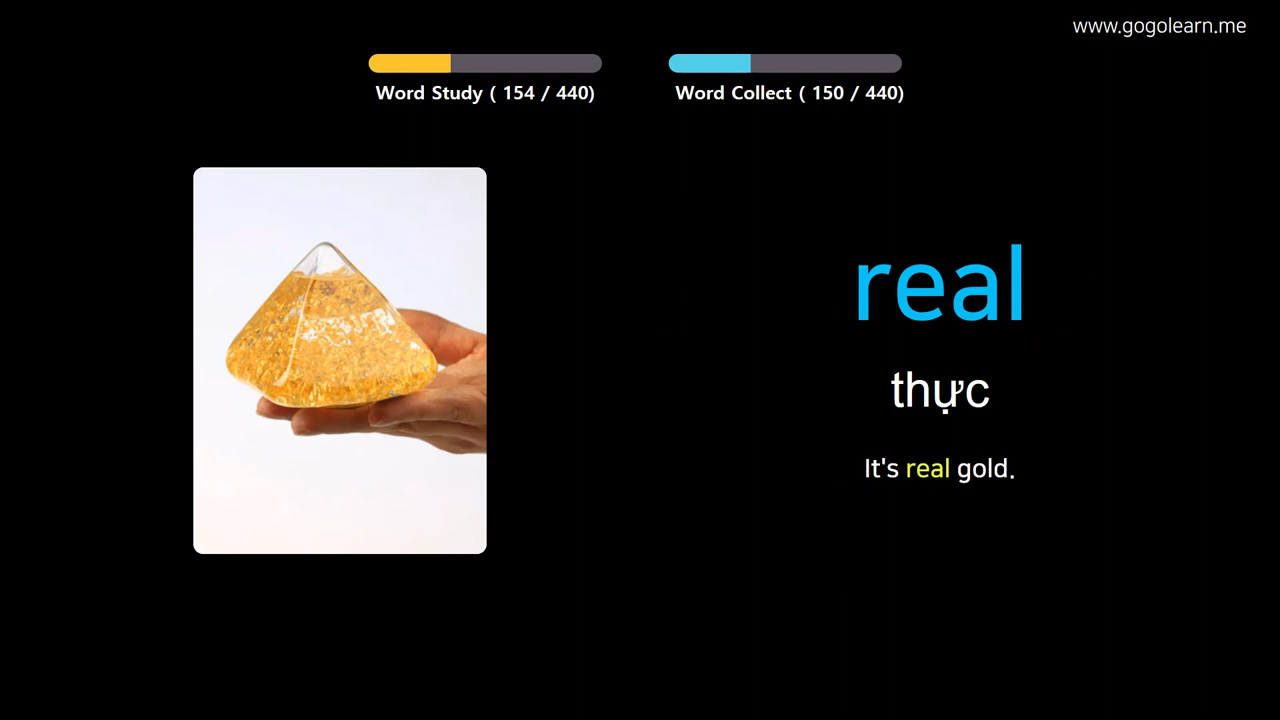 www.gogolearn.me
Word Study ( 154 / 440)
Word Collect ( 150 / 440)
real
thực
It's real gold.